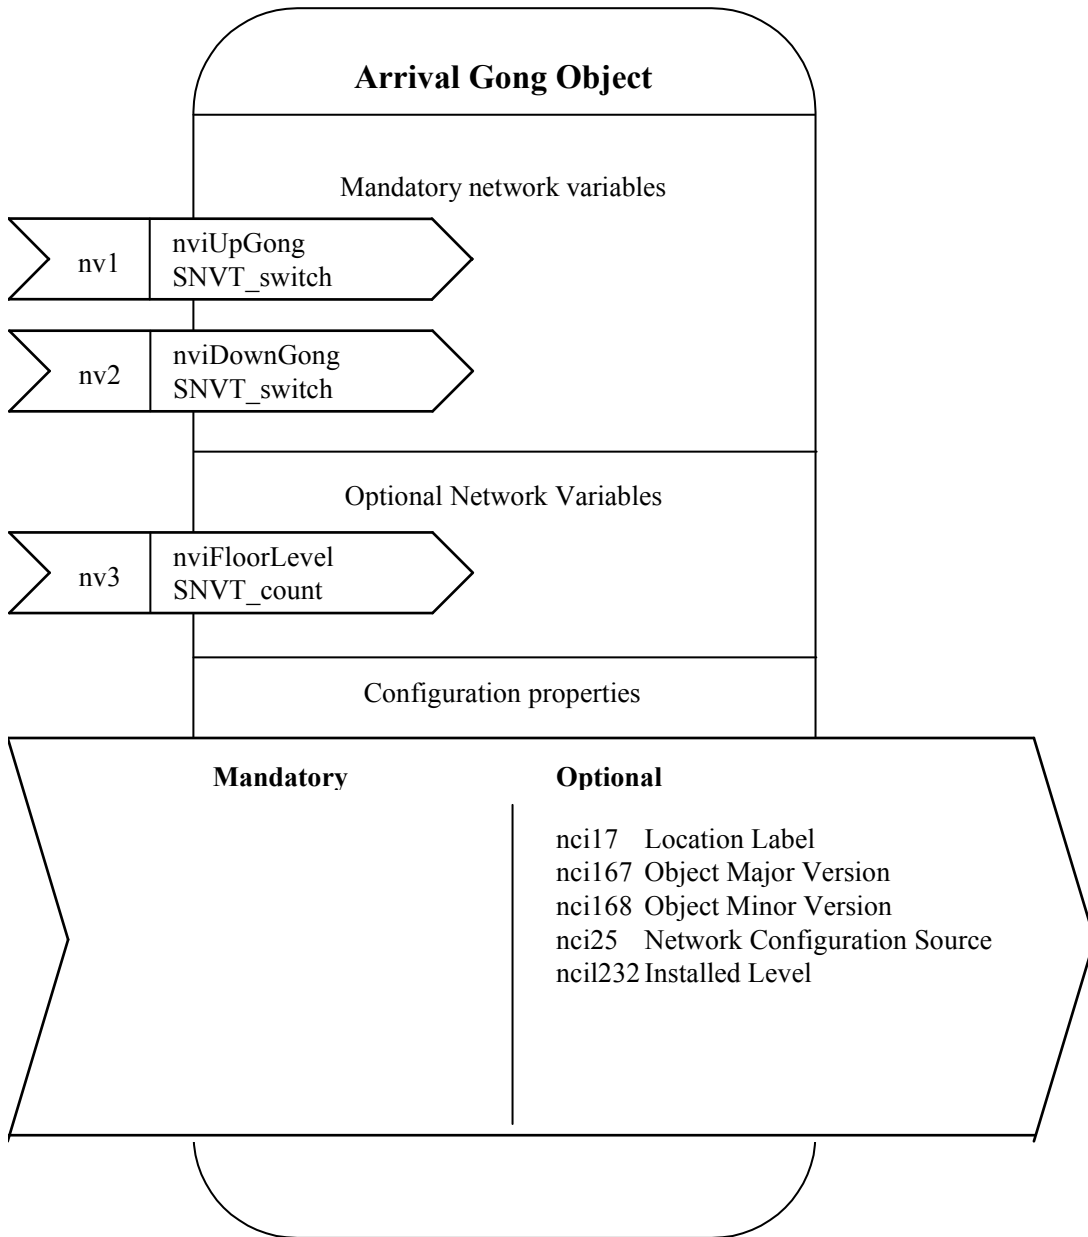 Arrival Gong Object
Mandatory network variables
nv1
nviUpGong
SNVT_switch
nv2
nviDownGong
SNVT_switch
Optional Network Variables
nv3
nviFloorLevel
SNVT_count
Configuration properties
Mandatory
Optional
nci17 Location Label
nci167 Object Major Version
nci168 Object Minor Version
nci25 Network Configuration Source
ncil232 Installed Level